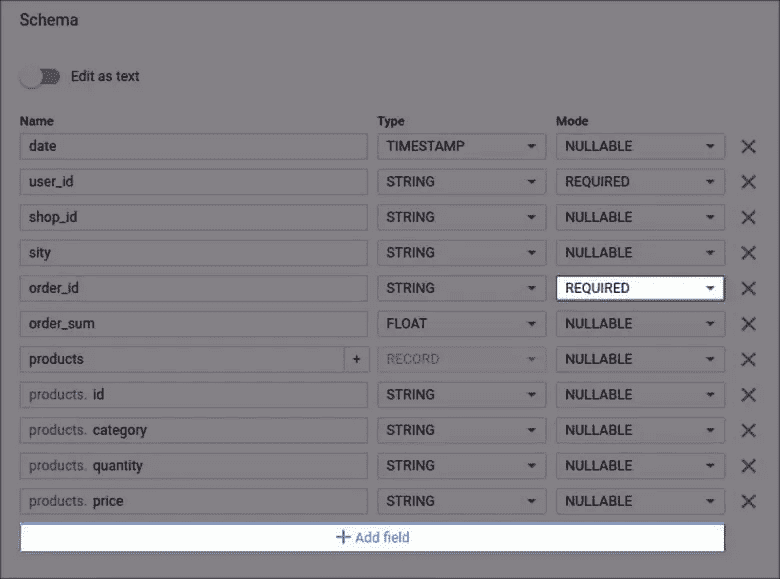 Schema
Edit as text
Name Type Mode
date TIMESTAMP NULLABLE
user_id STRING REQUIRED
shop_id STRING NULLABLE
sity STRING NULLABLE
order_id STRING REQUIRED
order_sum FLOAT NULLABLE
products + RECORD NULLABLE
products. id STRING NULLABLE
products. category STRING NULLABLE
products. quantity STRING NULLABLE
products. price STRING NULLABLE
+ Add field